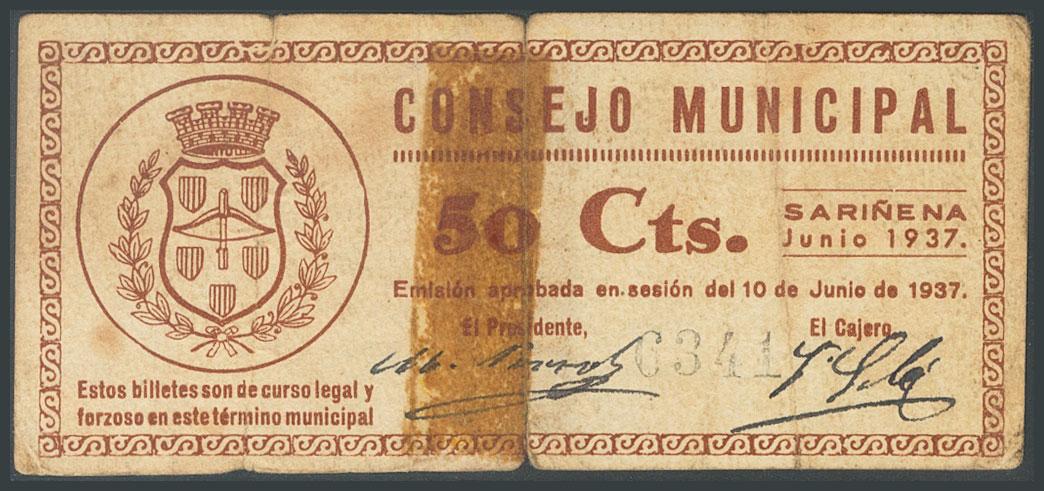 CONSEJO MUNICIPAL
50 Cts.
SARIÑENA
Junio 1937.
Emisión aprobada en sesión del 10 de Junio de 1937.
El Presidente,
El Cajero
6341
Estos billetes son de curso legal y
forzoso en este término municipal